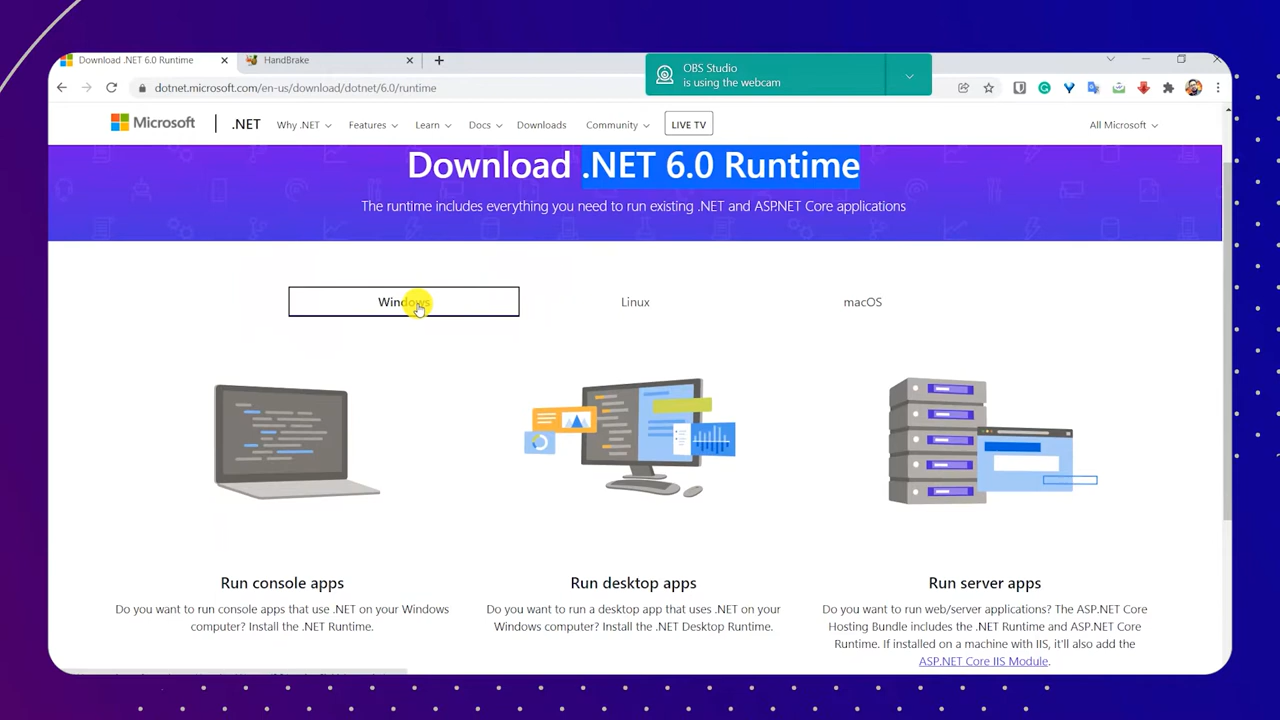 Download .NET 6.0 Runtime
HandBrake
OBS Studio
is using the webcam
dotnet.microsoft.com/en-us/download/dotnet/6.0/runtime
Microsoft
.NET
Why .NET
Features
Learn
Docs
Downloads
Community
LIVE TV
All Microsoft
Download .NET 6.0 Runtime
The runtime includes everything you need to run existing .NET and ASP.NET Core applications
Windows
Linux
macOS
Run console apps
Do you want to run console apps that use .NET on your Windows
computer? Install the .NET Runtime.
Run desktop apps
Do you want to run a desktop app that uses .NET on your
Windows computer? Install the .NET Desktop Runtime.
Run server apps
Do you want to run web/server applications? The ASP.NET Core
Hosting Bundle includes the .NET Runtime and ASP.NET Core
Runtime. If installed on a machine with IIS, it'll also add the
ASP.NET Core IIS Module.